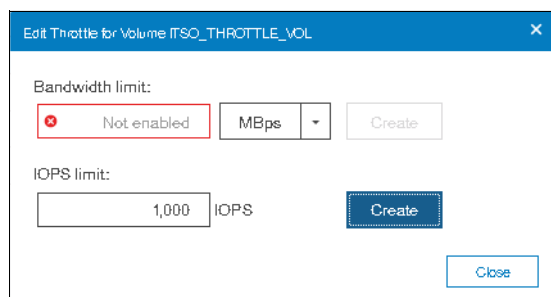 Edit Throttle for Volume ITSO_THROTTLE_VOL
Bandwidth limit:
Not enabled MBps Create
IOPS limit:
1,000 IOPS Create
Close